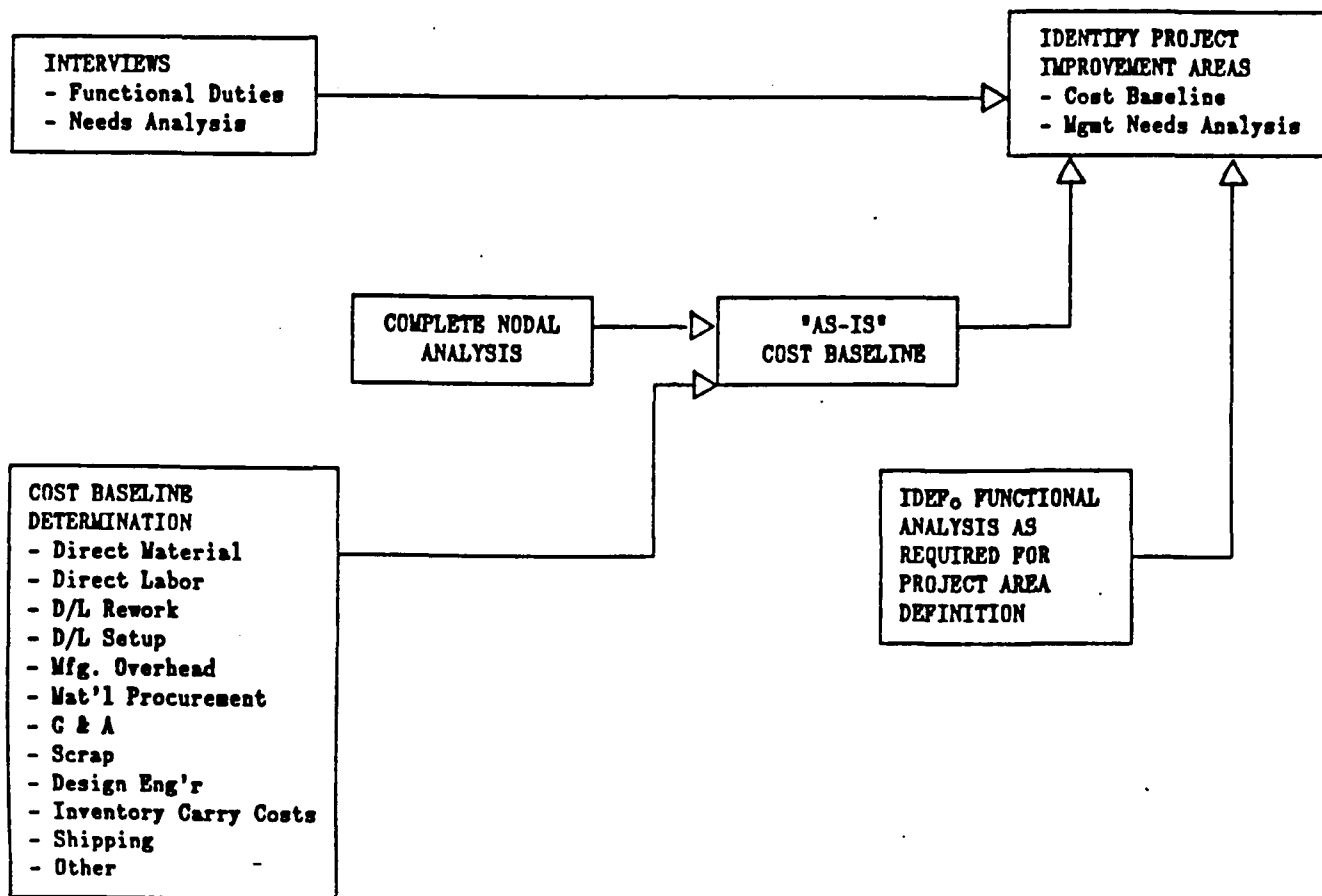 INTERVIEWS
- Functional Duties
- Needs Analysis
IDENTIFY PROJECT
IMPROVEMENT AREAS
- Cost Baseline
- Mgmt Needs Analysis
COMPLETE NODAL
ANALYSIS
"AS-IS"
COST BASELINE
COST BASELINE
DETERMINATION
- Direct Material
- Direct Labor
- D/L Rework
- D/L Setup
- Mfg. Overhead
- Mat'l Procurement
- G & A
- Scrap
- Design Eng'r
- Inventory Carry Costs
- Shipping
- Other
IDEF₀ FUNCTIONAL
ANALYSIS AS
REQUIRED FOR
PROJECT AREA
DEFINITION